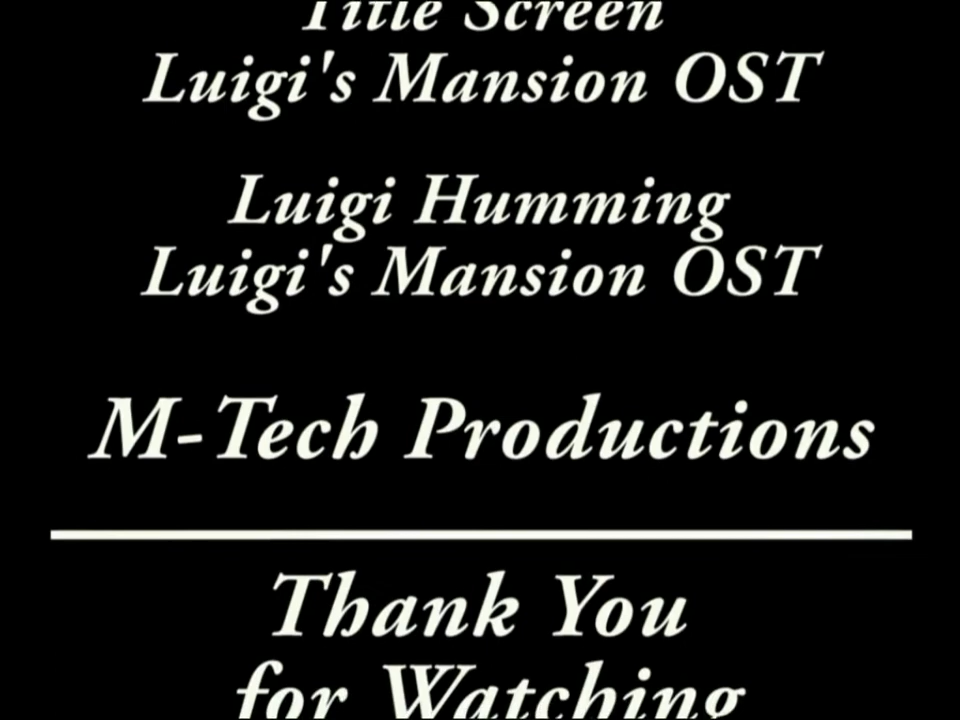 Title Screen
Luigi's Mansion OST
Luigi Humming
Luigi's Mansion OST
M-Tech Productions
Thank You
for Watching